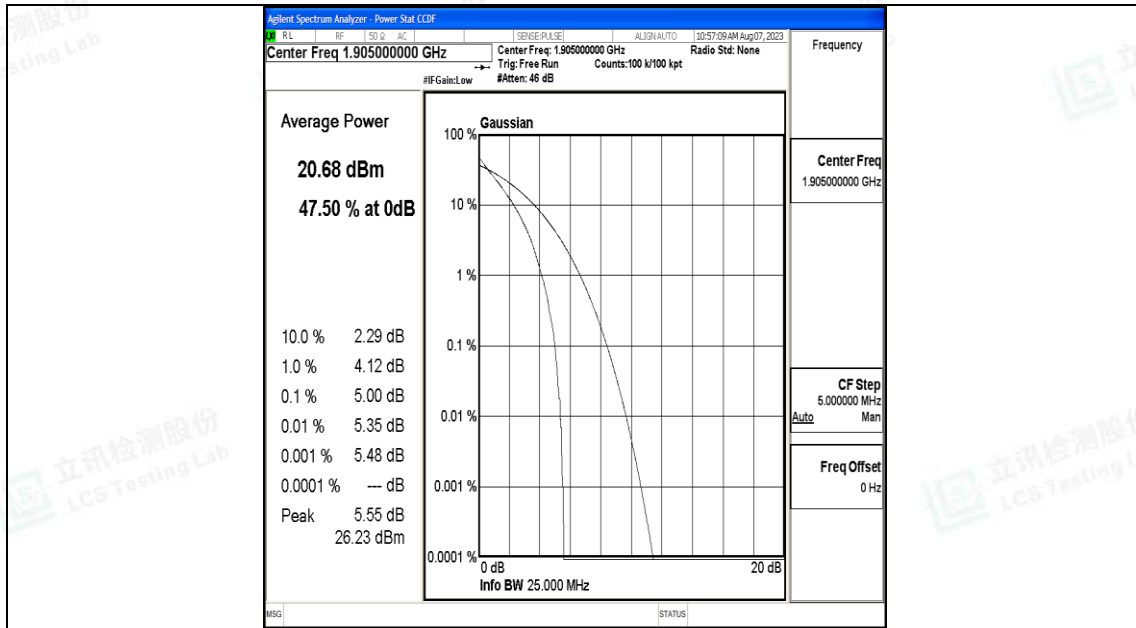 Agilent Spectrum Analyzer - Power Stat CCDF
LXI RL RF 50 Ω AC SENSE:PULSE ALIGN AUTO 10:57:09 AM Aug 07, 2023
Center Freq 1.905000000 GHz
Center Freq: 1.905000000 GHz Radio Std: None
Trig: Free Run Counts:100 k/100 kpt
#IFGain:Low #Atten: 46 dB
Frequency
Average Power
20.68 dBm
47.50 % at 0dB
10.0 % 2.29 dB
1.0 % 4.12 dB
0.1 % 5.00 dB
0.01 % 5.35 dB
0.001 % 5.48 dB
0.0001 % --- dB
Peak 5.55 dB
26.23 dBm
Gaussian
100 %
10 %
1 %
0.1 %
0.01 %
0.001 %
0.0001 %
0 dB 20 dB
Info BW 25.000 MHz
Center Freq
1.905000000 GHz
CF Step
5.000000 MHz
Auto Man
Freq Offset
0 Hz
MSG STATUS
立讯检测股份
LCS Testing Lab
立讯检测股份